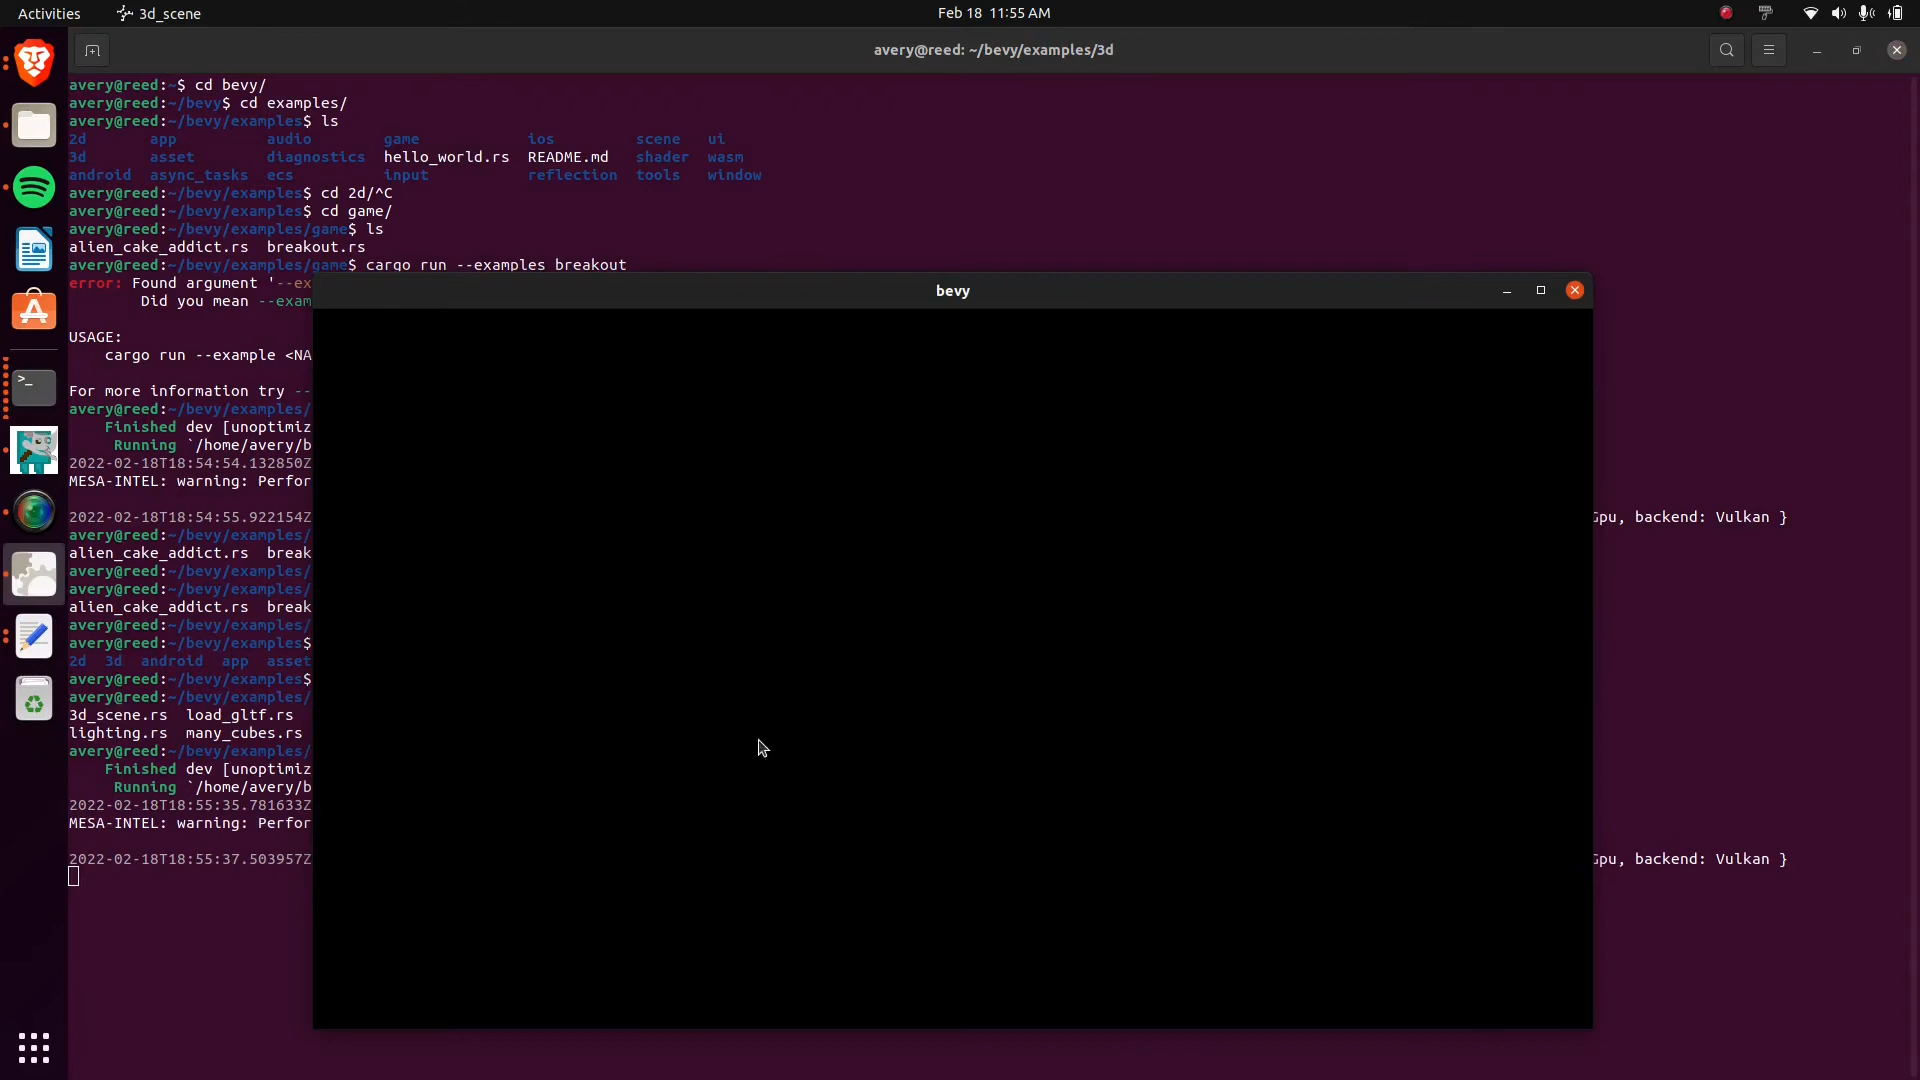 Activities 3d_scene Feb 18 11:55 AM
avery@reed: ~/bevy/examples/3d
avery@reed:~$ cd bevy/
avery@reed:~/bevy$ cd examples/
avery@reed:~/bevy/examples$ ls
2d app audio game ios scene ui
3d asset diagnostics hello_world.rs README.md shader wasm
android async_tasks ecs input reflection tools window
avery@reed:~/bevy/examples$ cd 2d/^C
avery@reed:~/bevy/examples$ cd game/
avery@reed:~/bevy/examples/game$ ls
alien_cake_addict.rs breakout.rs
avery@reed:~/bevy/examples/game$ cargo run --examples breakout
error: Found argument '--ex
Did you mean --exam
bevy
USAGE:
cargo run --example <NA
For more information try --
avery@reed:~/bevy/examples/
Finished dev [unoptimiz
Running `/home/avery/b
2022-02-18T18:54:54.132850Z
MESA-INTEL: warning: Perfor
2022-02-18T18:54:55.922154Z Gpu, backend: Vulkan }
avery@reed:~/bevy/examples/
alien_cake_addict.rs break
avery@reed:~/bevy/examples/
avery@reed:~/bevy/examples/
alien_cake_addict.rs break
avery@reed:~/bevy/examples/
avery@reed:~/bevy/examples$
2d 3d android app asset
avery@reed:~/bevy/examples$
avery@reed:~/bevy/examples/
3d_scene.rs load_gltf.rs
lighting.rs many_cubes.rs
avery@reed:~/bevy/examples/
Finished dev [unoptimiz
Running `/home/avery/b
2022-02-18T18:55:35.781633Z
MESA-INTEL: warning: Perfor
2022-02-18T18:55:37.503957Z Gpu, backend: Vulkan }